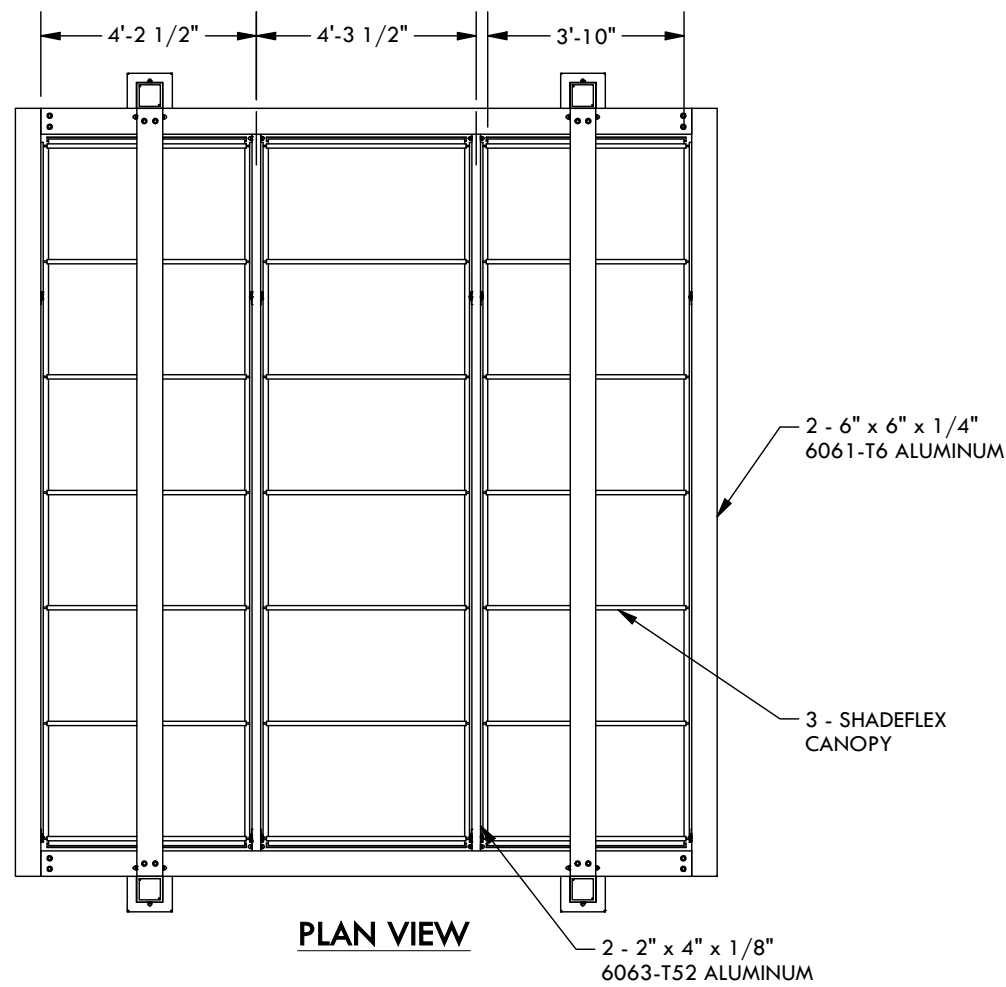 4'-2 1/2" 4'-3 1/2" 3'-10"
2 - 6" x 6" x 1/4"
6061-T6 ALUMINUM
3 - SHADEFLEX
CANOPY
PLAN VIEW
2 - 2" x 4" x 1/8"
6063-T52 ALUMINUM